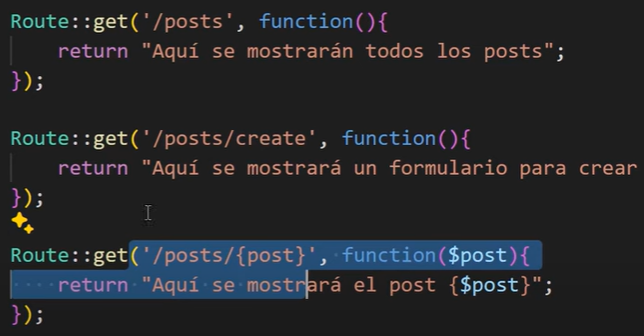 Route::get('/posts', function(){
    return "Aquí se mostrarán todos los posts";
});
Route::get('/posts/create', function(){
    return "Aquí se mostrará un formulario para crear
});
Route::get('/posts/{post}', function($post){
    return "Aquí se mostrará el post {$post}";
});